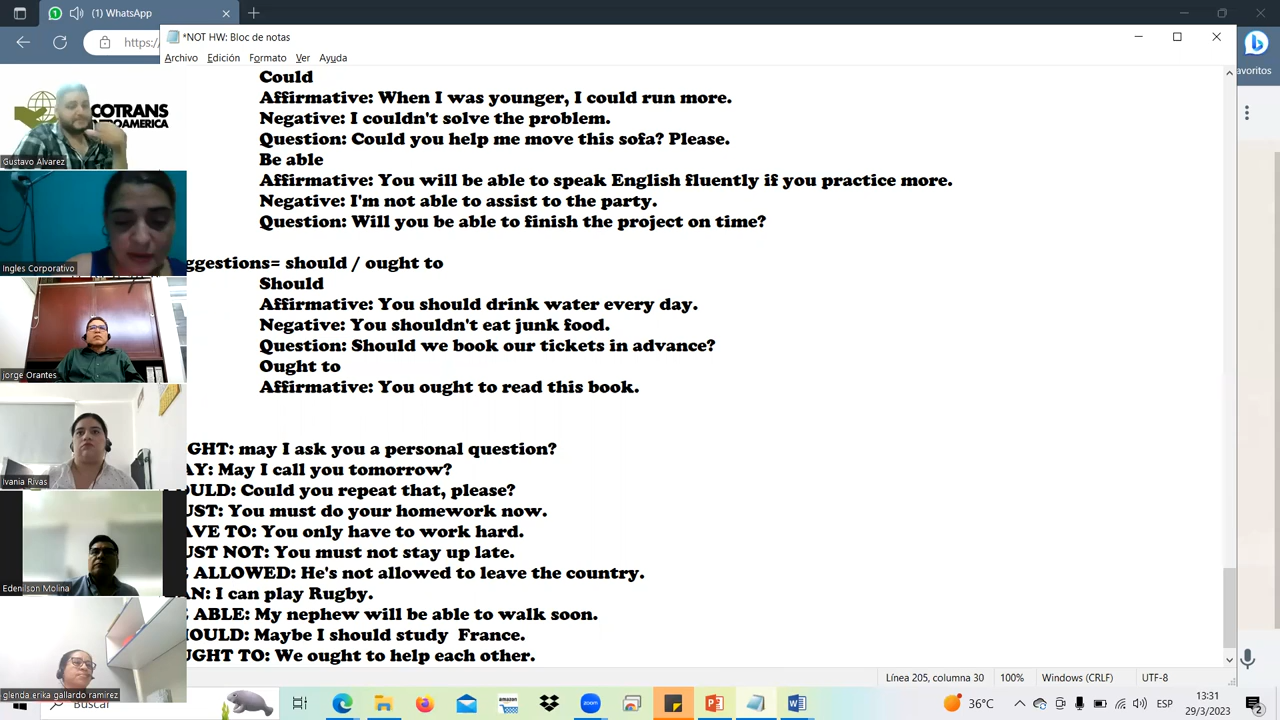 1
https:/
*NOT HW: Bloc de notas
Archivo Edición Formato Ver Ayuda
avoritos
Could
Affirmative: When I was younger, I could run more.
Negative: I couldn't solve the problem.
Question: Could you help me move this sofa? Please.
Be able
Affirmative: You will be able to speak English fluently if you practice more.
Negative: I'm not able to assist to the party.
Question: Will you be able to finish the project on time?
ggestions= should / ought to
Should
Affirmative: You should drink water every day.
Negative: You shouldn't eat junk food.
Question: Should we book our tickets in advance?
Ought to
Affirmative: You ought to read this book.
GHT: may I ask you a personal question?
AY: May I call you tomorrow?
OULD: Could you repeat that, please?
UST: You must do your homework now.
AVE TO: You only have to work hard.
UST NOT: You must not stay up late.
E ALLOWED: He's not allowed to leave the country.
AN: I can play Rugby.
E ABLE: My nephew will be able to walk soon.
HOULD: Maybe I should study France.
UGHT TO: We ought to help each other.
COTRANS
ROAMERICA
Gustavo Alvarez
Ingles Corporativo
jorge Orantes
Ivania Rivas
Edenilson Molina
glenda erika gallardo ramirez
Línea 205, columna 30 100% Windows (CRLF) UTF-8
Buscar
amazon
zoom
36°C
ESP
13:31
29/3/2023
2